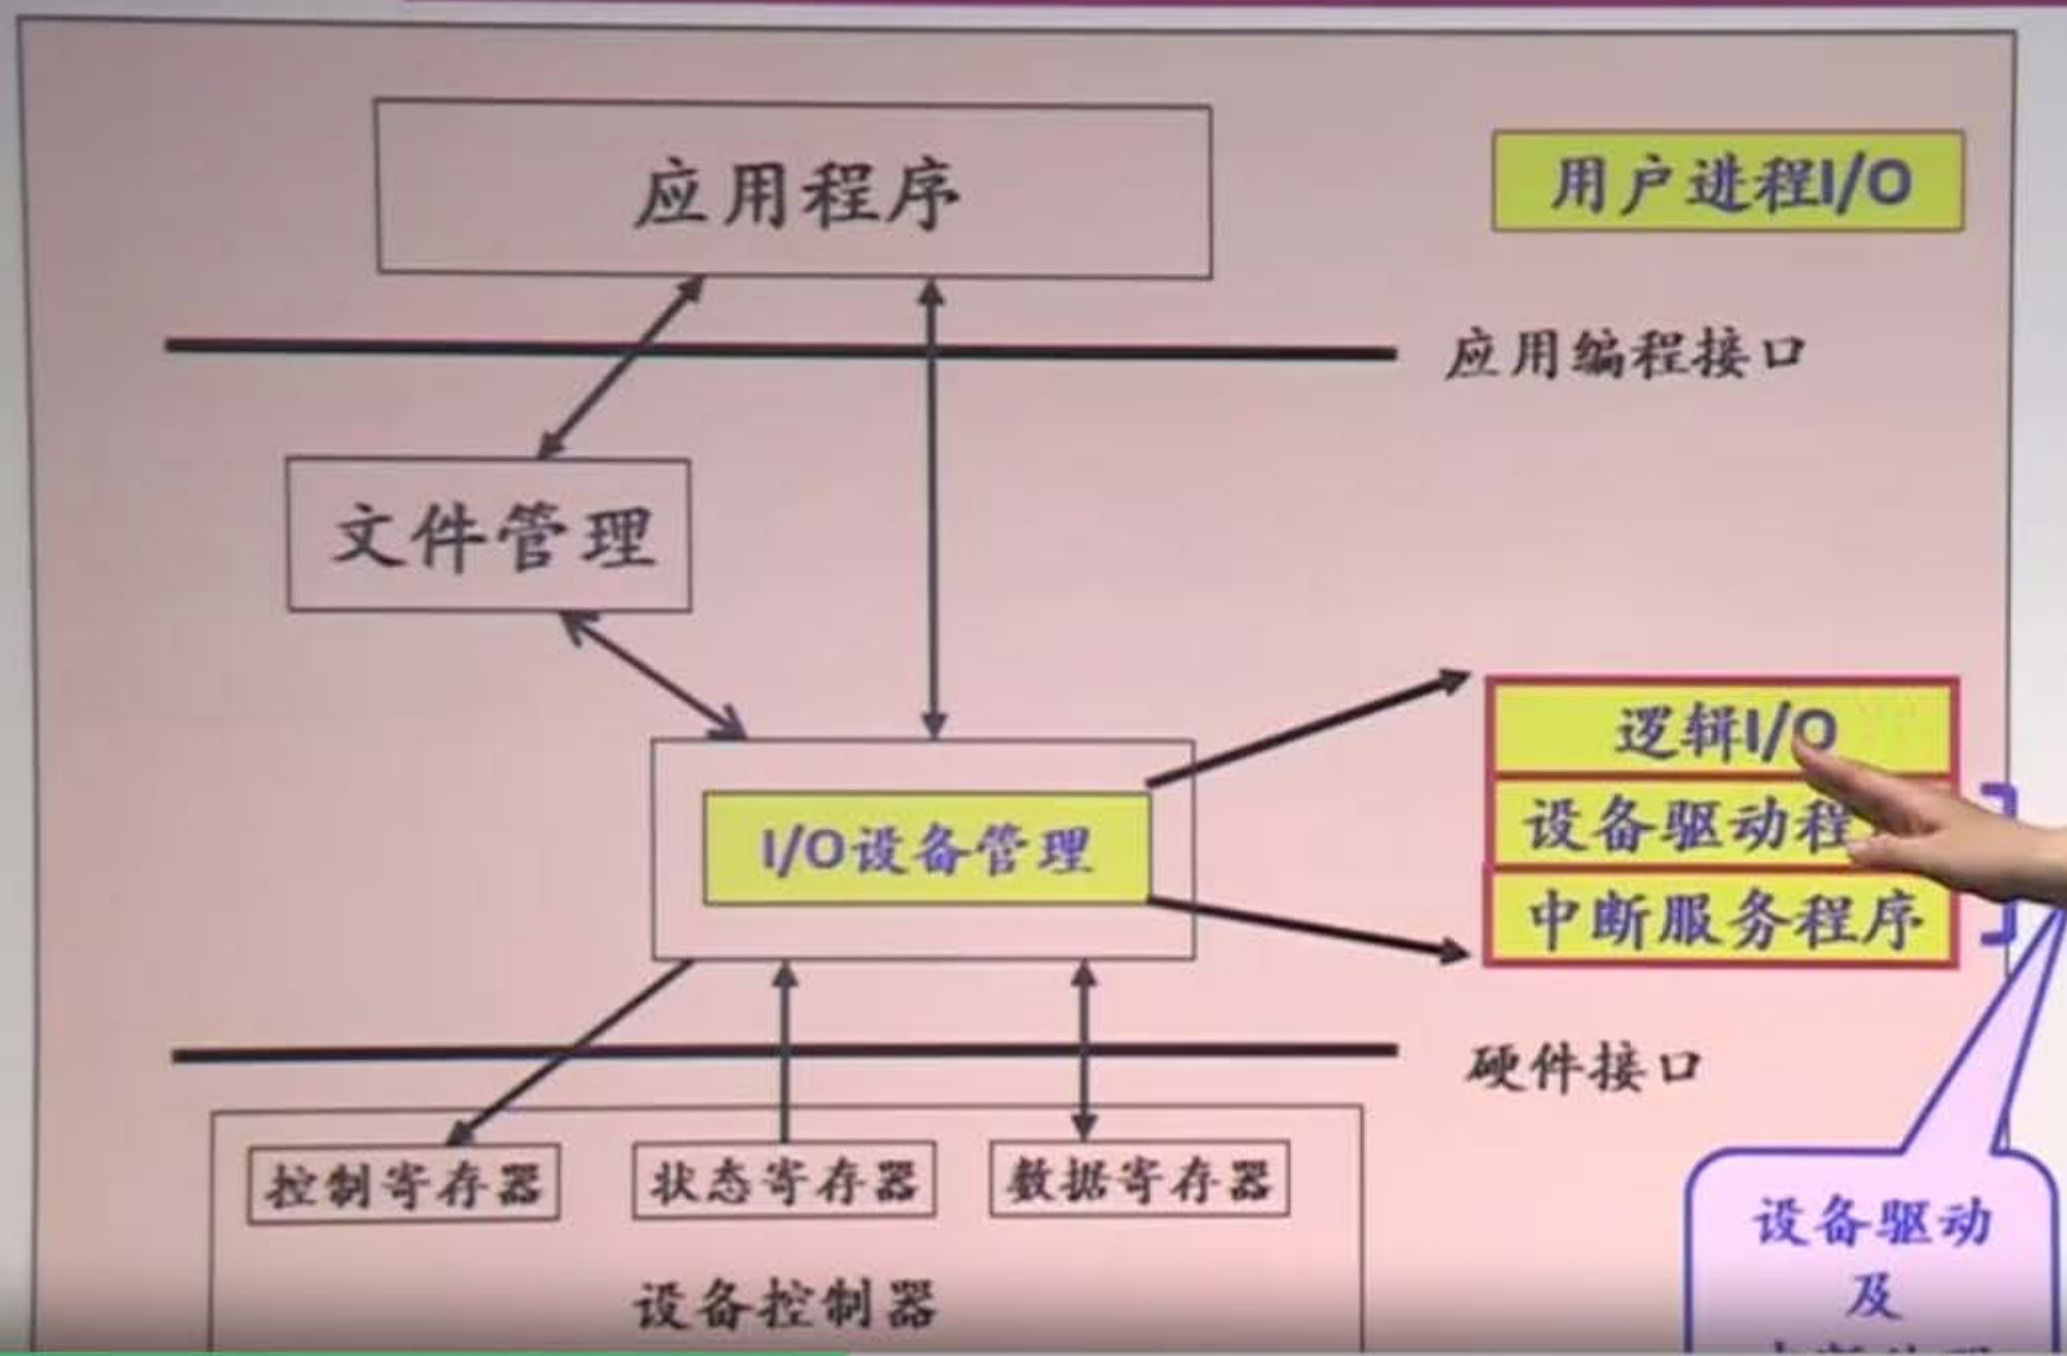 应用程序
用户进程I/O
应用编程接口
文件管理
逻辑I/O
设备驱动程
I/O设备管理
中断服务程序
硬件接口
控制寄存器
状态寄存器
数据寄存器
设备控制器
设备驱动
及